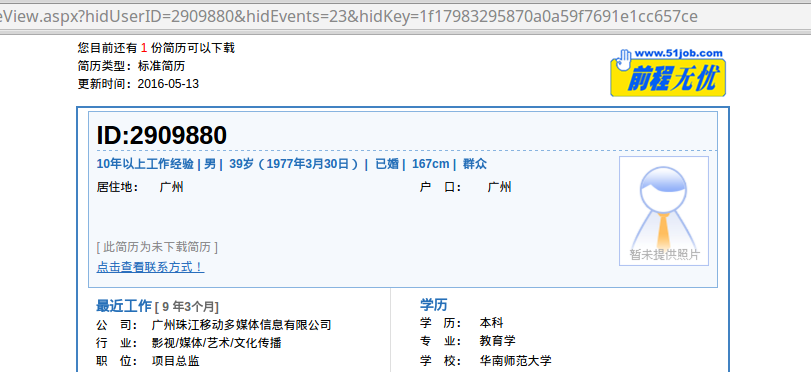 eView.aspx?hidUserID=2909880&hidEvents=23&hidKey=1f17983295870a0a59f7691e1cc657ce
您目前还有 1 份简历可以下载
简历类型：标准简历
更新时间：2016-05-13
www.51job.com
前程无忧
ID:2909880
10年以上工作经验 | 男 | 39岁（1977年3月30日）| 已婚 | 167cm | 群众
居住地： 广州
户 口： 广州
暂未提供照片
[ 此简历为未下载简历 ]
点击查看联系方式！
最近工作 [ 9 年3个月]
公 司： 广州珠江移动多媒体信息有限公司
行 业： 影视/媒体/艺术/文化传播
职 位： 项目总监
学历
学 历： 本科
专 业： 教育学
学 校： 华南师范大学